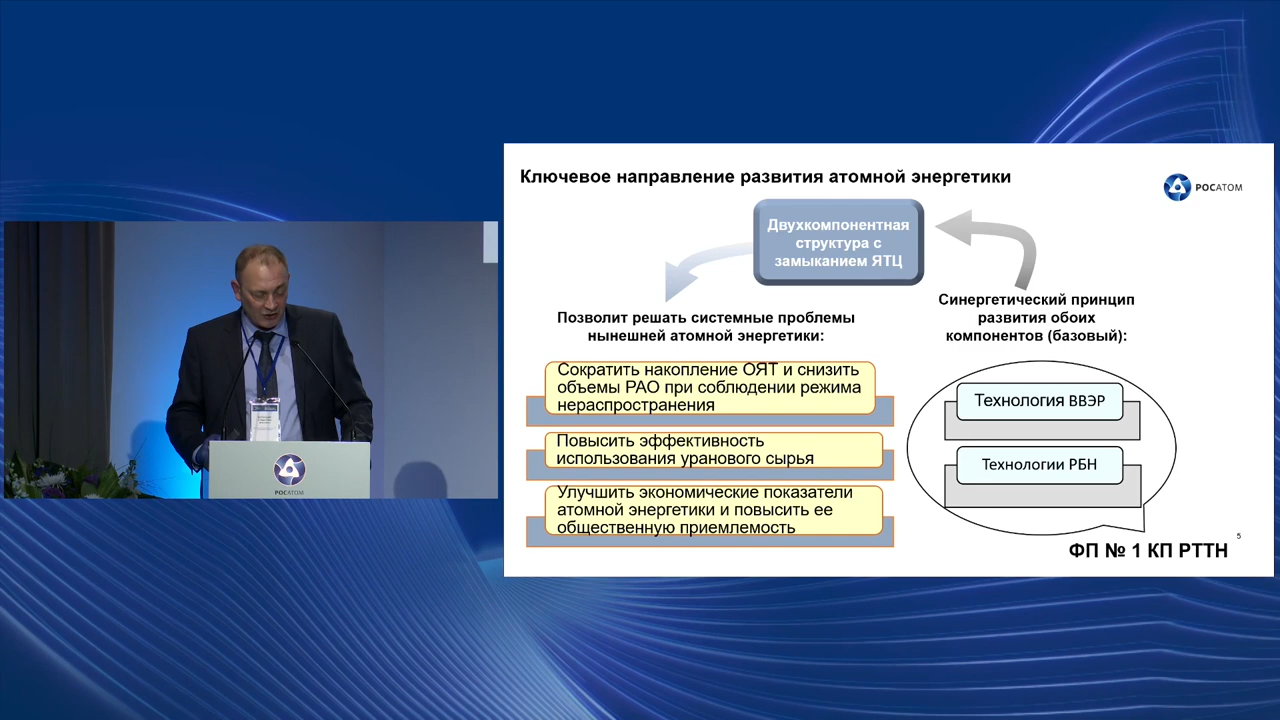 Ключевое направление развития атомной энергетики
РОСАТОМ
Двухкомпонентная
структура с
замыканием ЯТЦ
Позволит решать системные проблемы
нынешней атомной энергетики:
Сократить накопление ОЯТ и снизить
объемы РАО при соблюдении режима
нераспространения
Повысить эффективность
использования уранового сырья
Улучшить экономические показатели
атомной энергетики и повысить ее
общественную приемлемость
Синергетический принцип
развития обоих
компонентов (базовый):
Технология ВВЭР
Технологии РБН
5
ФП № 1 КП РТТН
РОСАТОМ